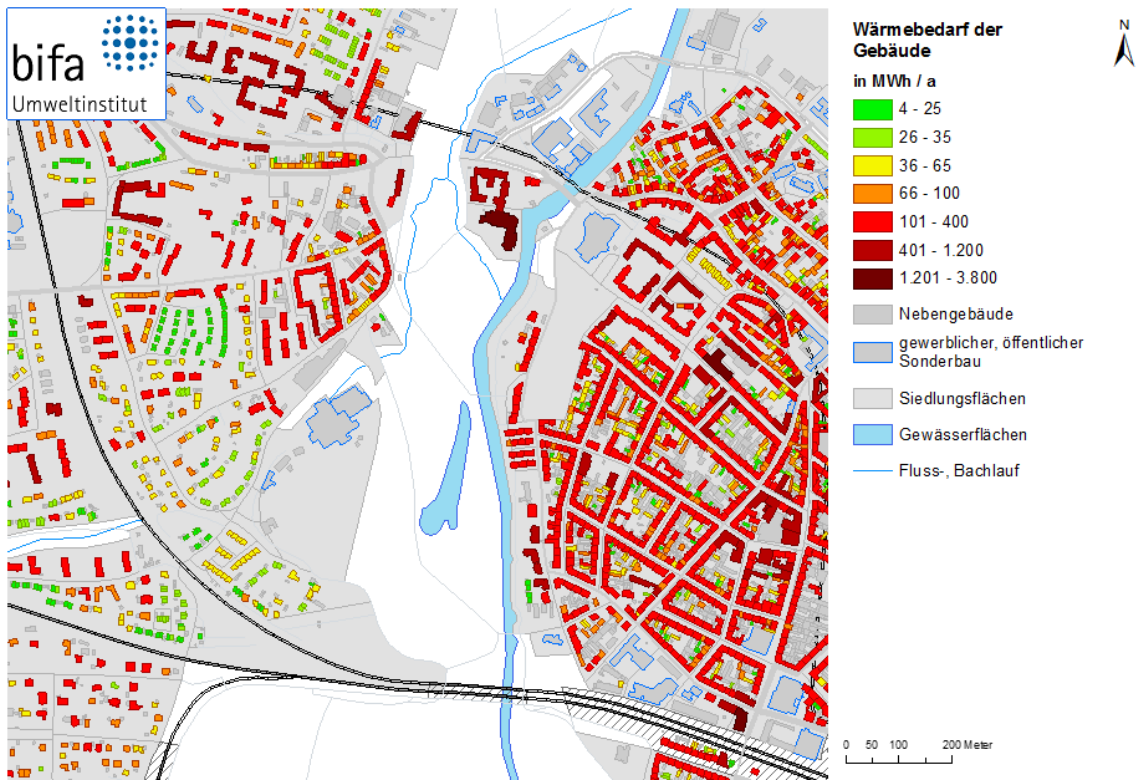 bifa
Umweltinstitut
Wärmebedarf der
Gebäude
in MWh / a
4 - 25
26 - 35
36 - 65
66 - 100
101 - 400
401 - 1.200
1.201 - 3.800
Nebengebäude
gewerblicher, öffentlicher
Sonderbau
Siedlungsflächen
Gewässerflächen
Fluss-, Bachlauf
N
0 50 100 200 Meter